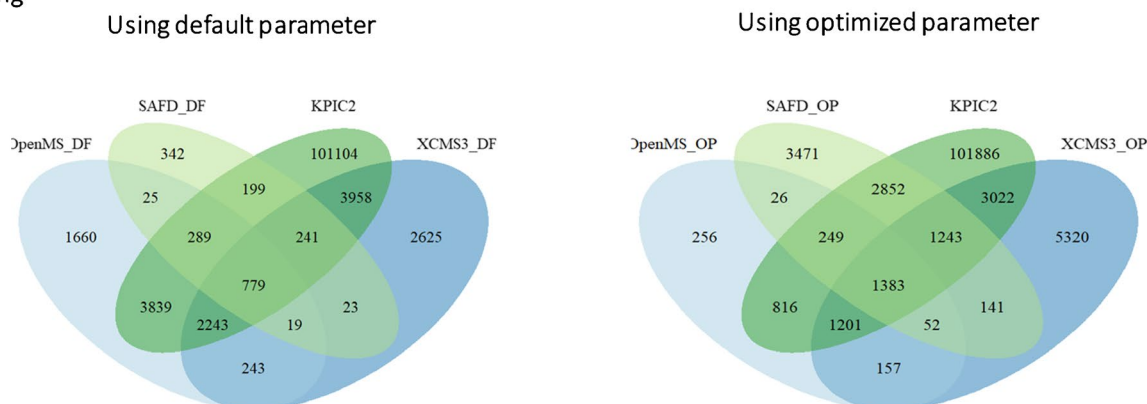 Using default parameter
Using optimized parameter
SAFD_DF KPIC2
OpenMS_DF XCMS3_DF
342 101104
25 199 3958
1660 289 241 2625
779
3839 2243 19 23
243
SAFD_OP KPIC2
OpenMS_OP XCMS3_OP
3471 101886
26 2852 3022
256 249 1243 5320
1383
816 1201 52 141
157